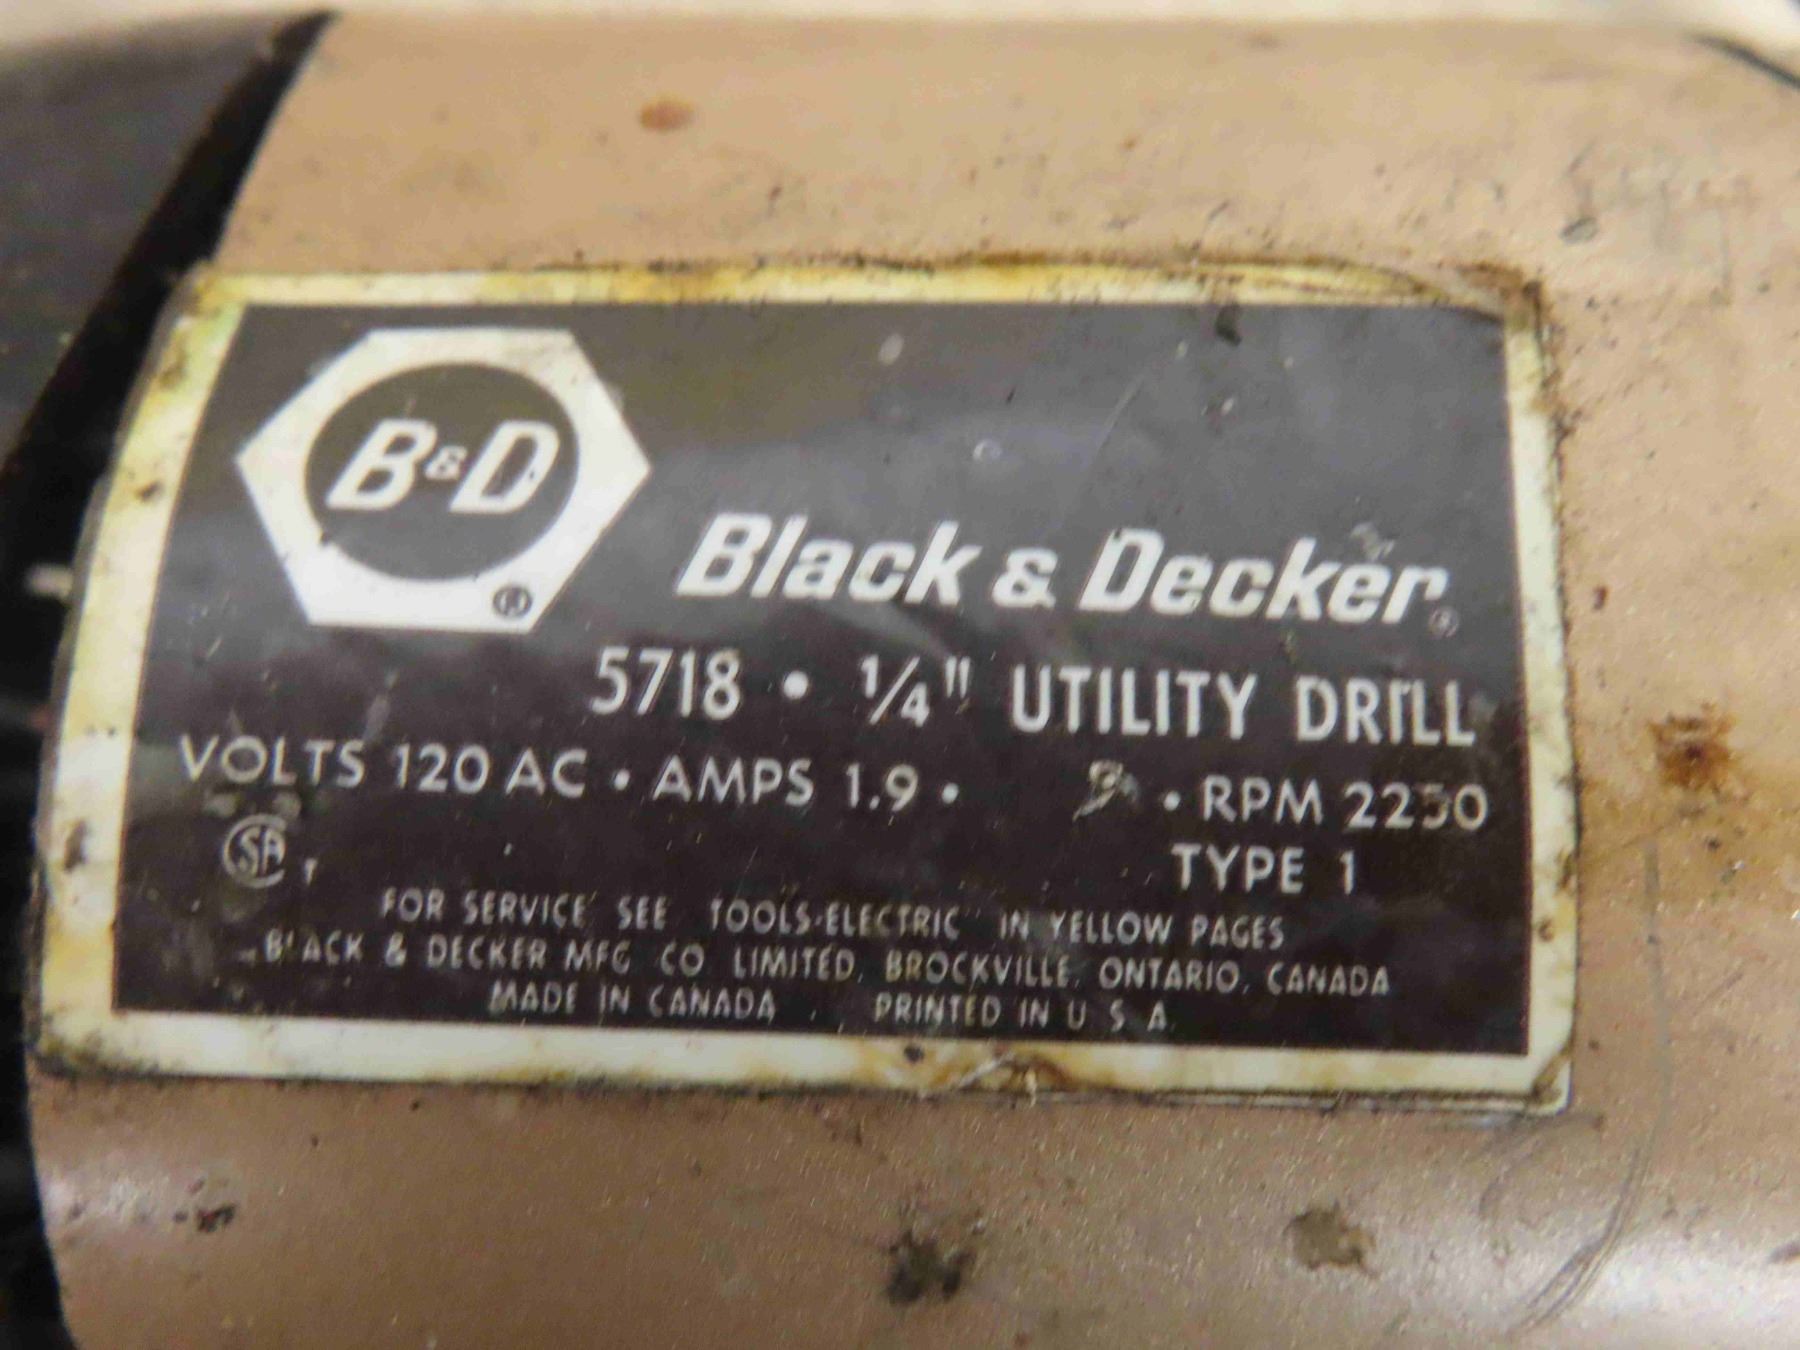 B&D
®
Black & Decker®
5718 • 1/4" UTILITY DRILL
VOLTS 120 AC • AMPS 1.9 • • RPM 2250
TYPE 1
FOR SERVICE SEE "TOOLS-ELECTRIC" IN YELLOW PAGES
BLACK & DECKER MFG CO LIMITED, BROCKVILLE, ONTARIO, CANADA
MADE IN CANADA PRINTED IN U S A